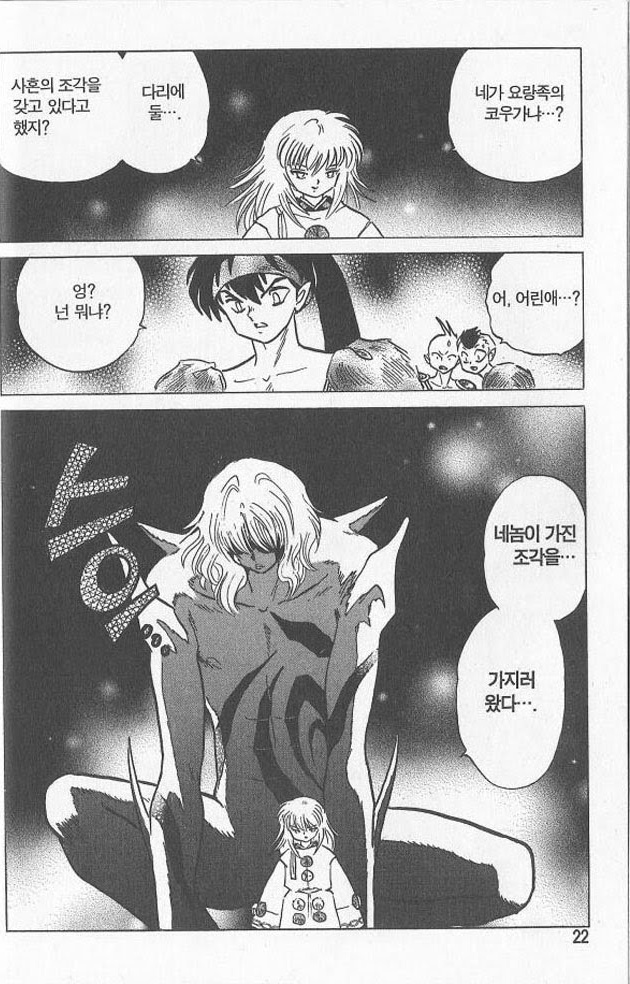 네가 요랑족의
코우가냐…?
다리에
둘….
사혼의 조각을
갖고 있다고
했지?
어, 어린애…?
엉?
넌 뭐냐?
네놈이 가진
조각을…
가지러
왔다….
22